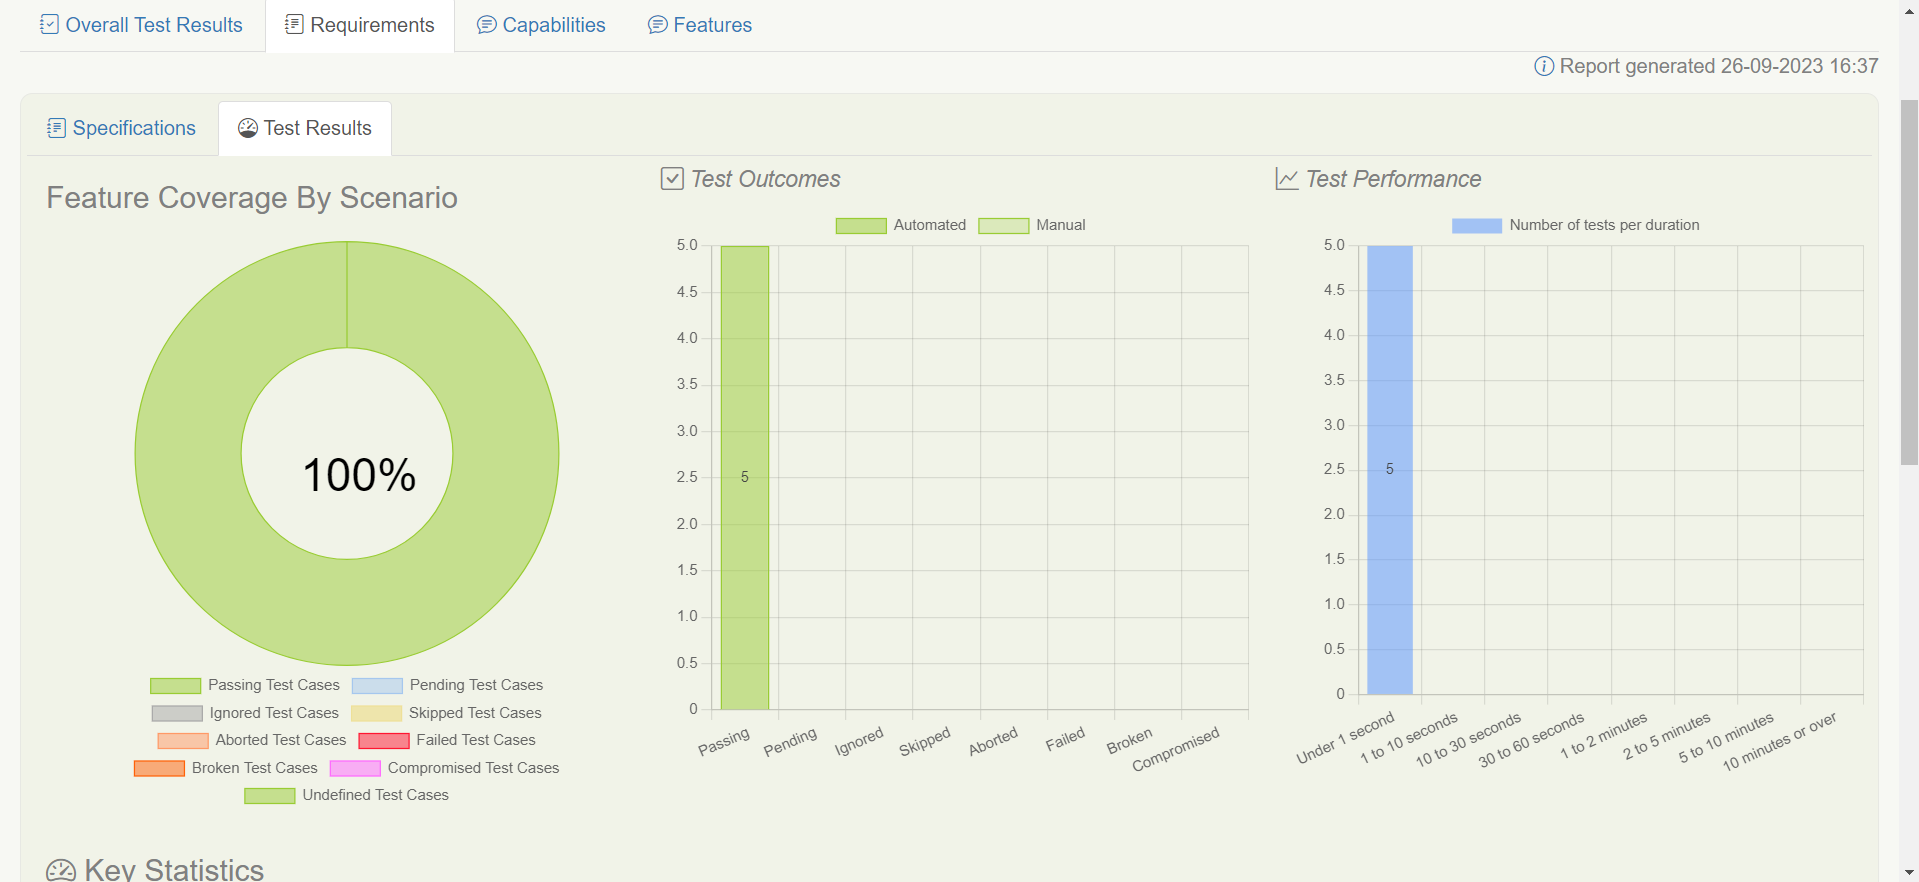 Overall Test Results
Requirements
Capabilities
Features
Report generated 26-09-2023 16:37
Specifications
Test Results
Feature Coverage By Scenario
100%
Passing Test Cases
Pending Test Cases
Ignored Test Cases
Skipped Test Cases
Aborted Test Cases
Failed Test Cases
Broken Test Cases
Compromised Test Cases
Undefined Test Cases
Test Outcomes
Automated
Manual
5.0
4.5
4.0
3.5
3.0
2.5
2.0
1.5
1.0
0.5
0
5
Passing
Pending
Ignored
Skipped
Aborted
Failed
Broken
Compromised
Test Performance
Number of tests per duration
5.0
4.5
4.0
3.5
3.0
2.5
2.0
1.5
1.0
0.5
0
5
Under 1 second
1 to 10 seconds
10 to 30 seconds
30 to 60 seconds
1 to 2 minutes
2 to 5 minutes
5 to 10 minutes
10 minutes or over
Key Statistics